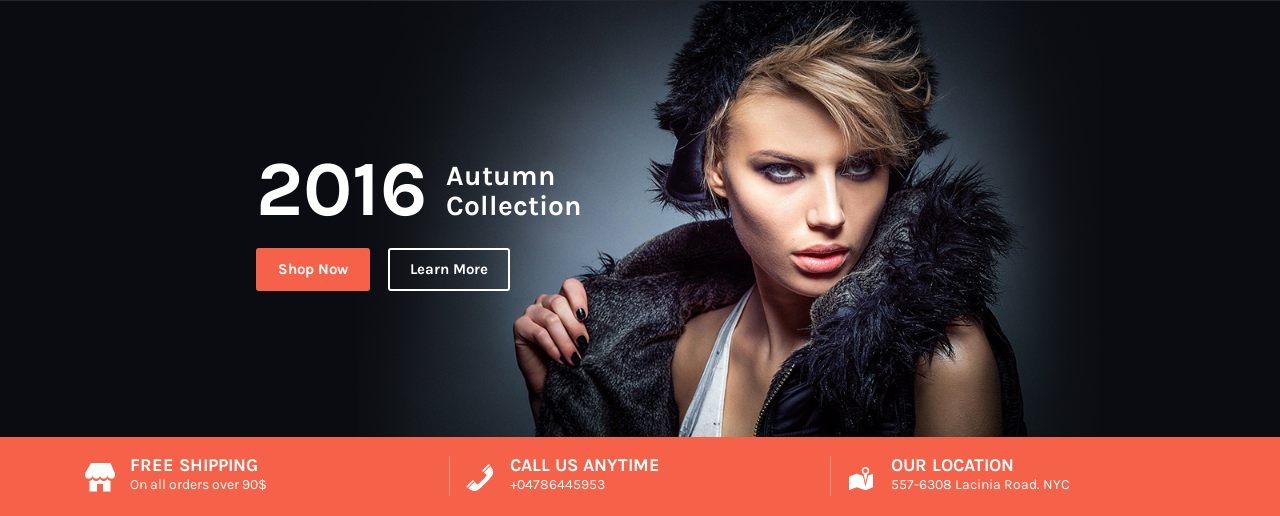 2016
Autumn
Collection
Shop Now
Learn More
FREE SHIPPING
On all orders over 90$
CALL US ANYTIME
+04786445953
OUR LOCATION
557-6308 Lacinia Road. NYC